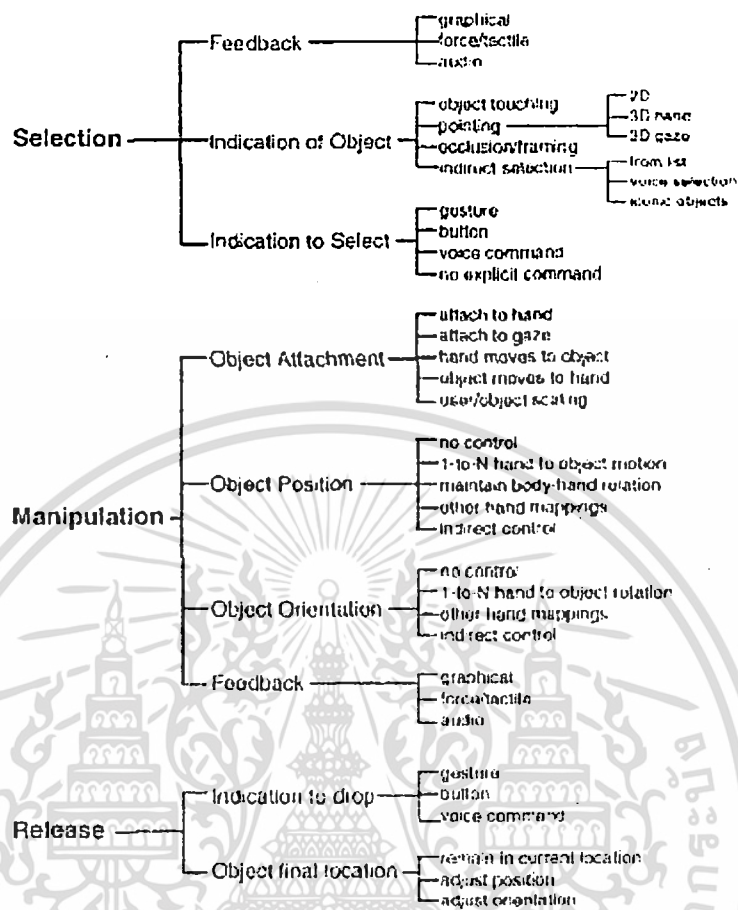 Selection
Feedback
graphical
force/tactile
audio
Indication of Object
object touching
pointing
2D
3D hand
3D gaze
occlusion/framing
indirect selection
from list
voice selection
iconic objects
Indication to Select
gesture
button
voice command
no explicit command
Manipulation
Object Attachment
attach to hand
attach to gaze
hand moves to object
object moves to hand
user/object scaling
Object Position
no control
1-to-N hand to object motion
maintain body-hand relation
other hand mappings
indirect control
Object Orientation
no control
1-to-N hand to object rotation
other hand mappings
indirect control
Feedback
graphical
force/tactile
audio
Release
Indication to drop
gesture
button
voice command
Object final location
remain in current location
adjust position
adjust orientation